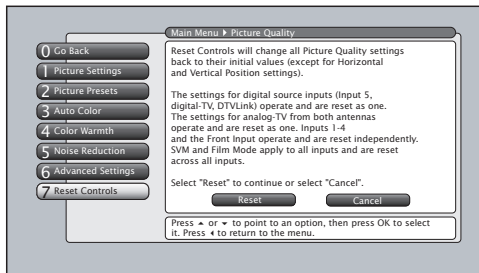 Main Menu ▶ Picture Quality
0 Go Back
1 Picture Settings
2 Picture Presets
3 Auto Color
4 Color Warmth
5 Noise Reduction
6 Advanced Settings
7 Reset Controls
Reset Controls will change all Picture Quality settings
back to their initial values (except for Horizontal
and Vertical Position settings).
The settings for digital source inputs (Input 5,
digital-TV, DTVLink) operate and are reset as one.
The settings for analog-TV from both antennas
operate and are reset as one. Inputs 1-4
and the Front Input operate and are reset independently.
SVM and Film Mode apply to all inputs and are reset
across all inputs.
Select "Reset" to continue or select "Cancel".
Reset Cancel
Press ▲ or ▼ to point to an option, then press OK to select
it. Press ◀ to return to the menu.